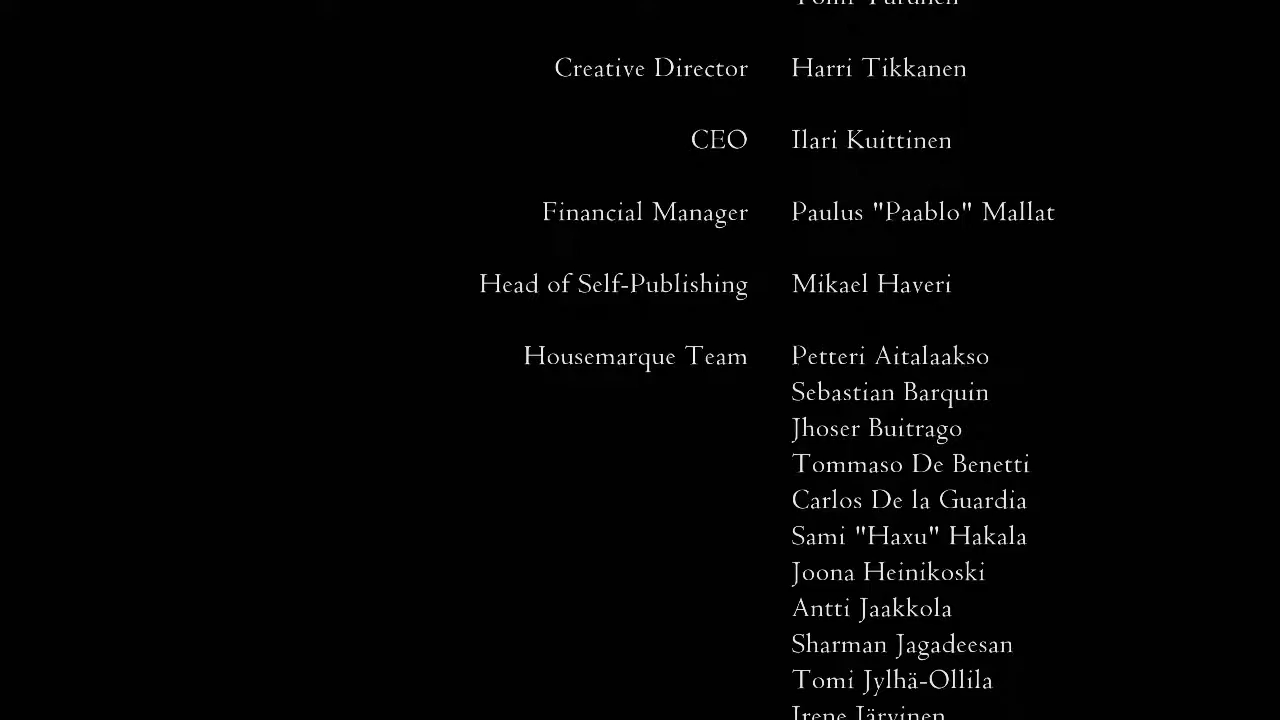 Creative Director Harri Tikkanen
CEO Ilari Kuittinen
Financial Manager Paulus "Paablo" Mallat
Head of Self-Publishing Mikael Haveri
Housemarque Team Petteri Aitalaakso
Sebastian Barquin
Jhoser Buitrago
Tommaso De Benetti
Carlos De la Guardia
Sami "Haxu" Hakala
Joona Heinikoski
Antti Jaakkola
Sharman Jagadeesan
Tomi Jylhä-Ollila
Irene Järvinen